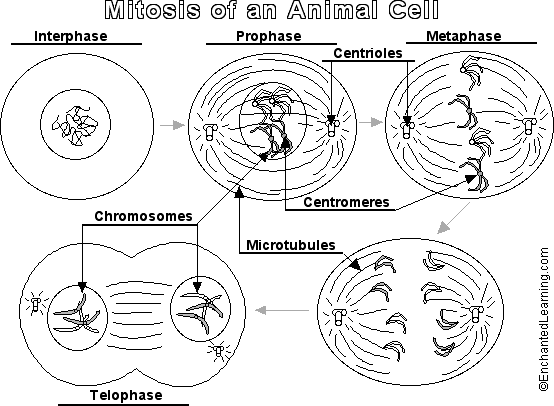 Mitosis of an Animal Cell
Interphase
Prophase
Metaphase
Centrioles
Chromosomes
Centromeres
Microtubules
Telophase
©EnchantedLearning.com